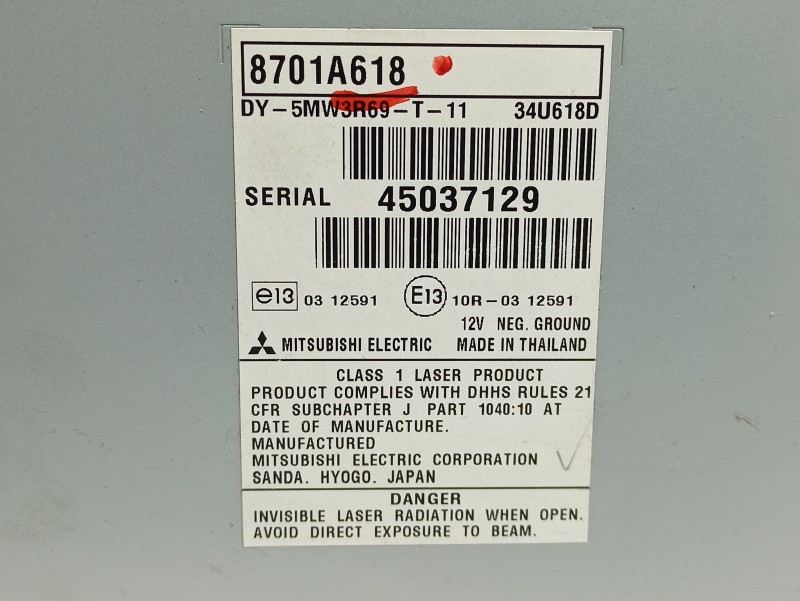 8701A618
DY-5MW3R69-T-11 34U618D
SERIAL 45037129
e13 03 12591 E13 10R-03 12591
12V NEG. GROUND
MITSUBISHI ELECTRIC MADE IN THAILAND
CLASS 1 LASER PRODUCT
PRODUCT COMPLIES WITH DHHS RULES 21
CFR SUBCHAPTER J PART 1040:10 AT
DATE OF MANUFACTURE.
MANUFACTURED
MITSUBISHI ELECTRIC CORPORATION
SANDA. HYOGO. JAPAN
DANGER
INVISIBLE LASER RADIATION WHEN OPEN.
AVOID DIRECT EXPOSURE TO BEAM.